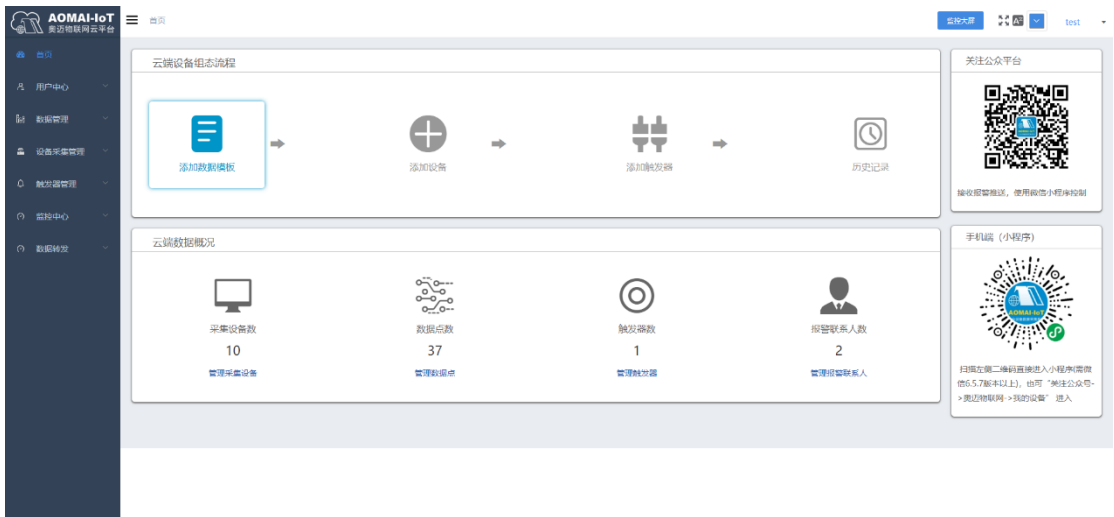 AOMAI-IoT
奥迈物联网云平台
首页
监控大屏
test
首页
用户中心
数据管理
设备采集管理
触发器管理
监控中心
数据转发
云端设备组态流程
添加数据模板
添加设备
添加触发器
历史记录
云端数据概况
采集设备数
数据点数
触发器数
报警联系人数
10
37
1
2
管理采集设备
管理数据点
管理触发器
管理报警联系人
关注公众平台
接收报警推送，使用微信小程序控制
手机端（小程序）
AOMAI-IoT
扫描左侧二维码直接进入小程序(需微
信6.5.7版本以上)，也可“关注公众号-
>奥迈物联网->我的设备”进入